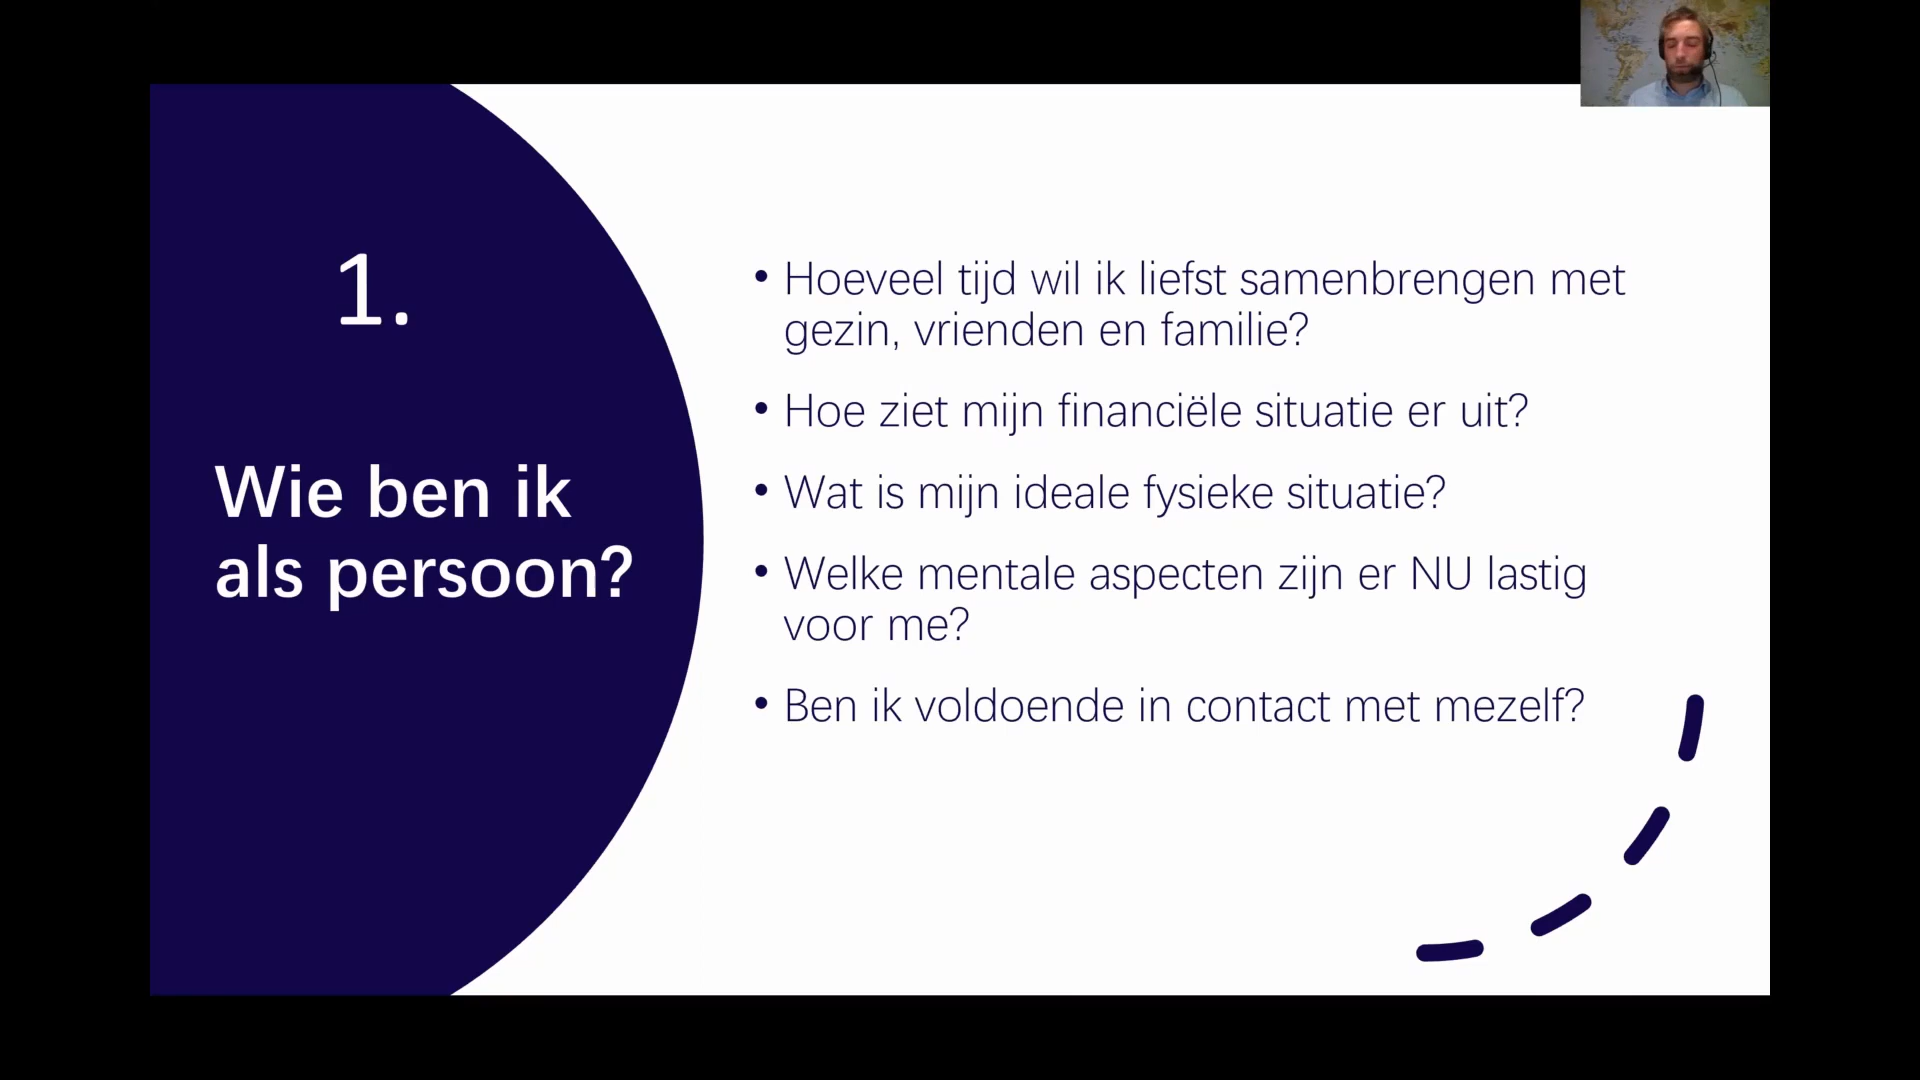 1.
Wie ben ik
als persoon?
• Hoeveel tijd wil ik liefst samenbrengen met
gezin, vrienden en familie?
• Hoe ziet mijn financiële situatie er uit?
• Wat is mijn ideale fysieke situatie?
• Welke mentale aspecten zijn er NU lastig
voor me?
• Ben ik voldoende in contact met mezelf?